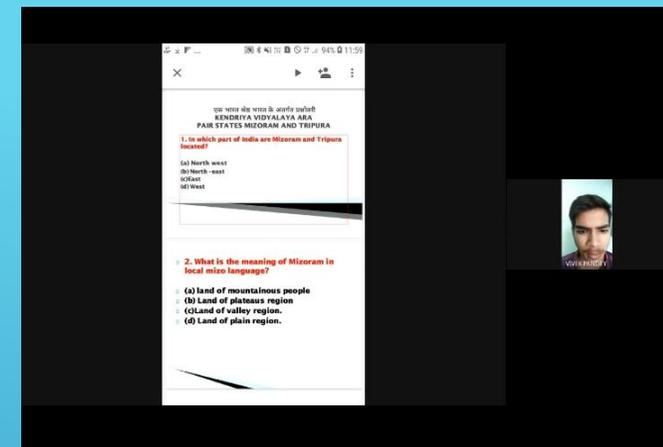 94% 11:59
एक भारत श्रेष्ठ भारत के अंतर्गत प्रश्नोत्तरी
KENDRIYA VIDYALAYA ARA
PAIR STATES MIZORAM AND TRIPURA
1. In which part of India are Mizoram and Tripura
located?
(a) North west
(b) North -east
(c)East
(d) West
2. What is the meaning of Mizoram in
local mizo language?
(a) land of mountainous people
(b) Land of plateaus region
(c)Land of valley region.
(d) Land of plain region.
VIVEK PANDEY